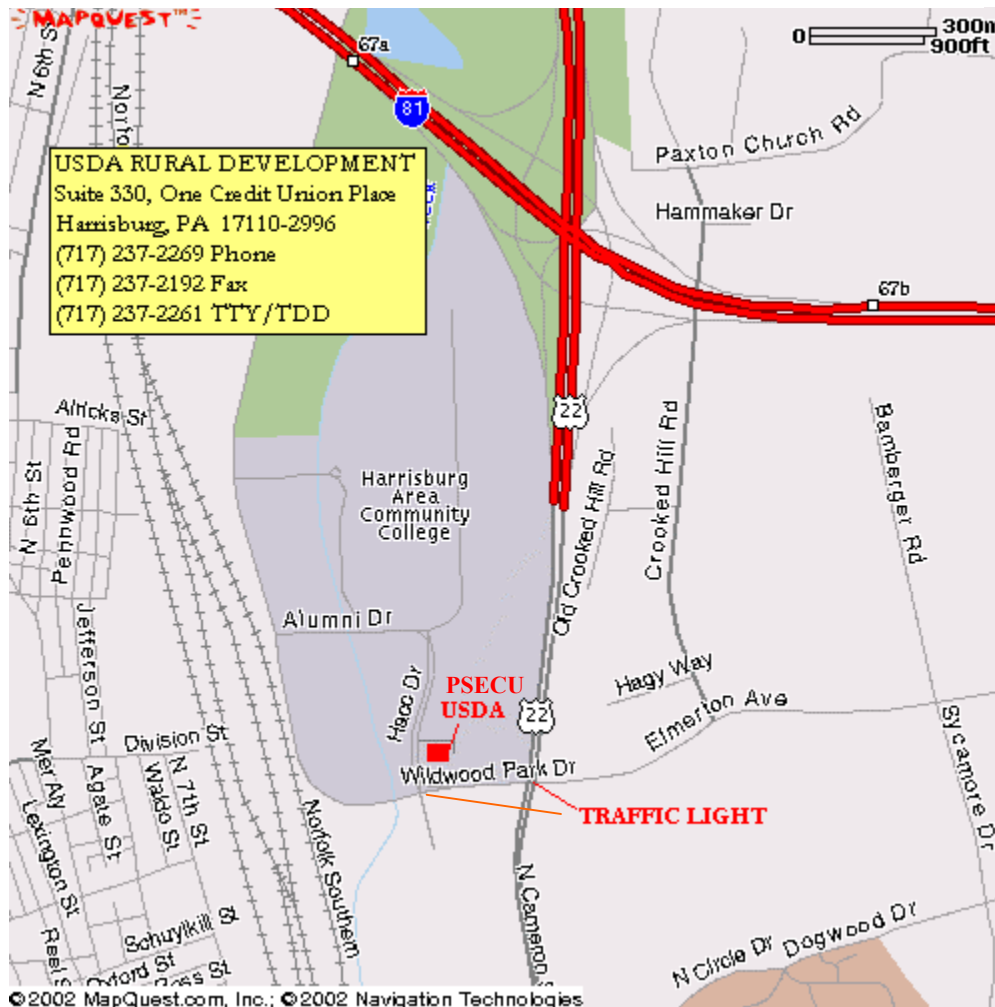 MAPQUEST™
0 300m
900ft
67a
N 6th St
81
Paxton Church Rd
USDA RURAL DEVELOPMENT
Suite 330, One Credit Union Place
Harrisburg, PA 17110-2996
(717) 237-2269 Phone
(717) 237-2192 Fax
(717) 237-2261 TTY/TDD
Hammaker Dr
67b
Alricks St
22
Bamberger Rd
N 6th St
Pennwood Rd
Harrisburg
Area
Community
College
Old Crooked Hill Rd
Crooked Hill Rd
Jefferson St
Alumni Dr
Hacc Dr
PSECU
USDA
22
Hagy Way
Elmerton Ave
Sycamore Dr
Division St
Wildwood Park Dr
TRAFFIC LIGHT
Mer Aly
Agate St
Waldo St
N 7th St
Lexington St
Norfolk Southern
N Cameron
Schuylkill St
N Circle Dr
Dogwood Dr
Reel S
oxford St
oss St
©2002 MapQuest.com, Inc.; ©2002 Navigation Technologies